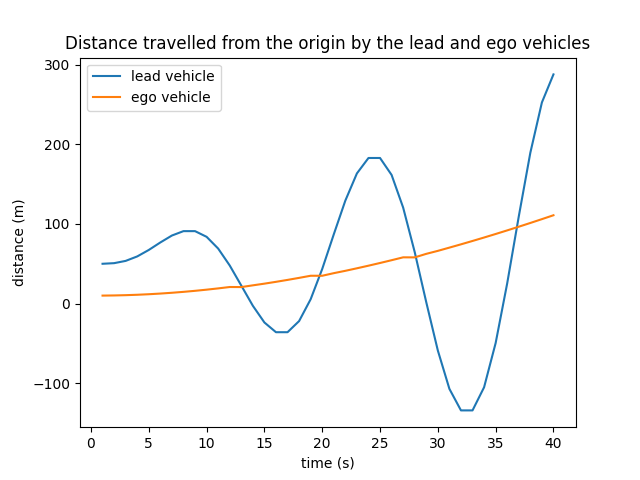 Distance travelled from the origin by the lead and ego vehicles
lead vehicle
ego vehicle
300
200
100
0
−100
distance (m)
0 5 10 15 20 25 30 35 40
time (s)